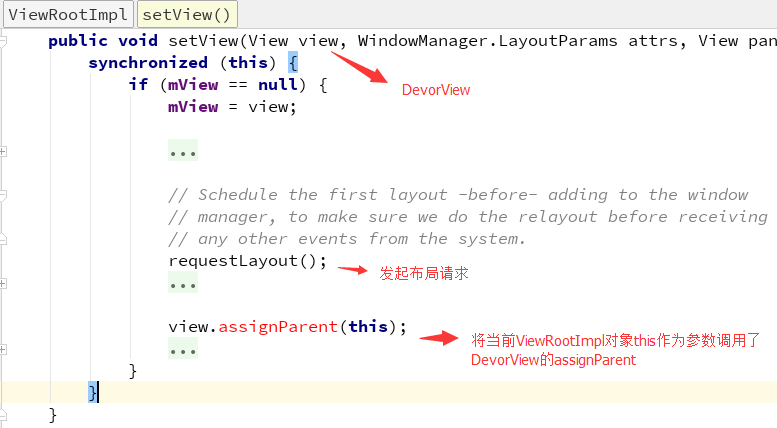 ViewRootImpl setView()
public void setView(View view, WindowManager.LayoutParams attrs, View pan
synchronized (this) {
DevorView
if (mView == null) {
mView = view;
...
// Schedule the first layout -before- adding to the window
// manager, to make sure we do the relayout before receiving
// any other events from the system.
requestLayout();
发起布局请求
...
view.assignParent(this);
将当前ViewRootImpl对象this作为参数调用了
DevorView的assignParent
...
}
}
}